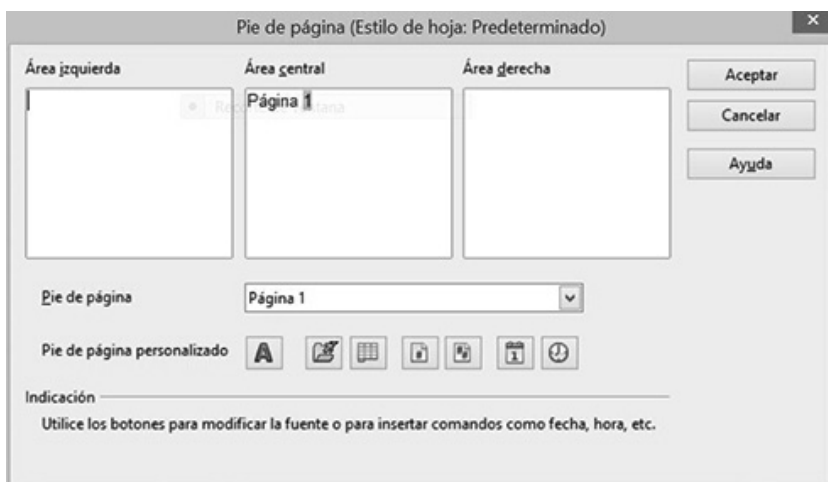 Pie de página (Estilo de hoja: Predeterminado)
Área izquierda
Área central
Área derecha
Página 1
Aceptar
Cancelar
Ayuda
Pie de página
Página 1
Pie de página personalizado
Indicación
Utilice los botones para modificar la fuente o para insertar comandos como fecha, hora, etc.